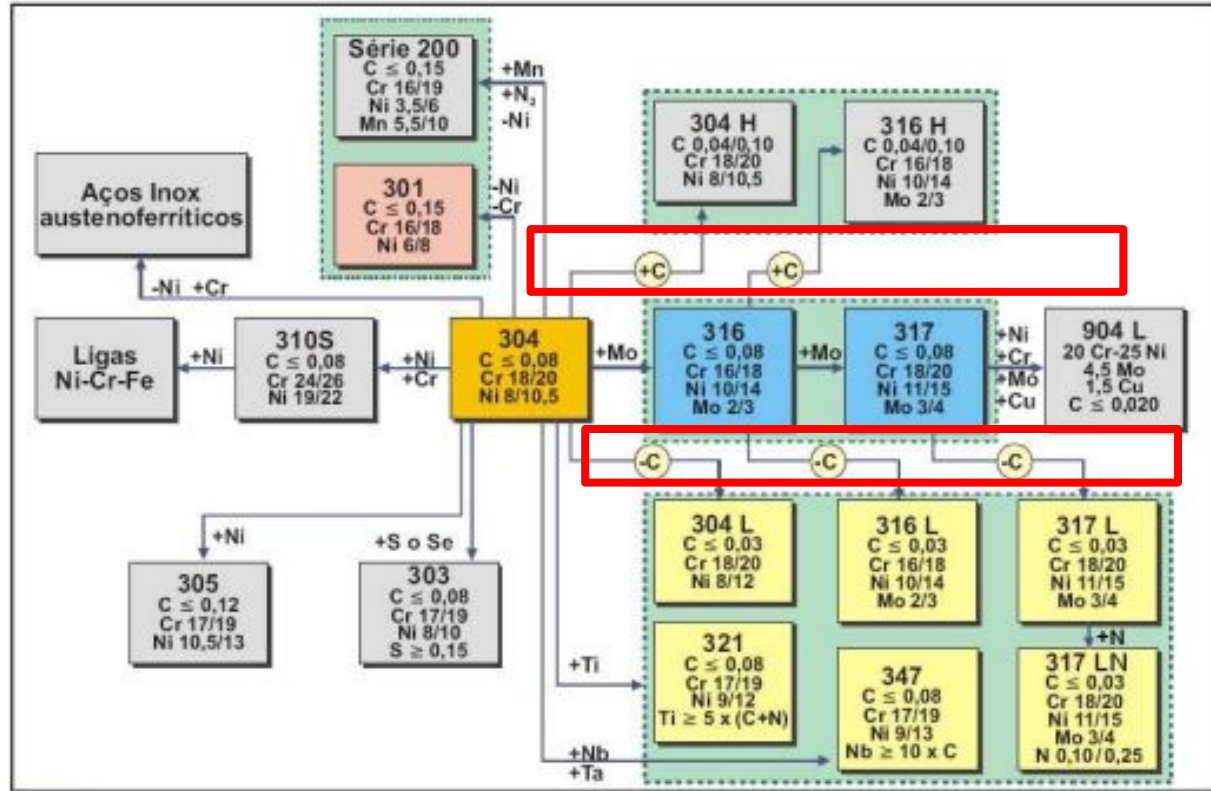 Série 200
C ≤ 0,15
Cr 16/19
Ni 3,5/6
Mn 5,5/10
+Mn
+N₂
-Ni
301
C ≤ 0,15
Cr 16/18
Ni 6/8
-Ni
-Cr
304 H
C 0,04/0,10
Cr 18/20
Ni 8/10,5
316 H
C 0,04/0,10
Cr 16/18
Ni 10/14
Mo 2/3
Aços Inox
austenoferríticos
-Ni +Cr
+C
+C
Ligas
Ni-Cr-Fe
+Ni
310S
C ≤ 0,08
Cr 24/26
Ni 19/22
+Ni
+Cr
304
C ≤ 0,08
Cr 18/20
Ni 8/10,5
+Mo
316
C ≤ 0,08
Cr 16/18
Ni 10/14
Mo 2/3
+Mo
317
C ≤ 0,08
Cr 18/20
Ni 11/15
Mo 3/4
+Ni
+Cr
+Mo
+Cu
904 L
20 Cr-25 Ni
4,5 Mo
1,5 Cu
C ≤ 0,020
-C
-C
-C
+Ni
305
C ≤ 0,12
Cr 17/19
Ni 10,5/13
+S o Se
303
C ≤ 0,08
Cr 17/19
Ni 8/10
S ≥ 0,15
304 L
C ≤ 0,03
Cr 18/20
Ni 8/12
316 L
C ≤ 0,03
Cr 16/18
Ni 10/14
Mo 2/3
317 L
C ≤ 0,03
Cr 18/20
Ni 11/15
Mo 3/4
+N
+Ti
321
C ≤ 0,08
Cr 17/19
Ni 9/12
Ti ≥ 5 x (C+N)
+Nb
+Ta
347
C ≤ 0,08
Cr 17/19
Ni 9/13
Nb ≥ 10 x C
317 LN
C ≤ 0,03
Cr 18/20
Ni 11/15
Mo 3/4
N 0,10/0,25